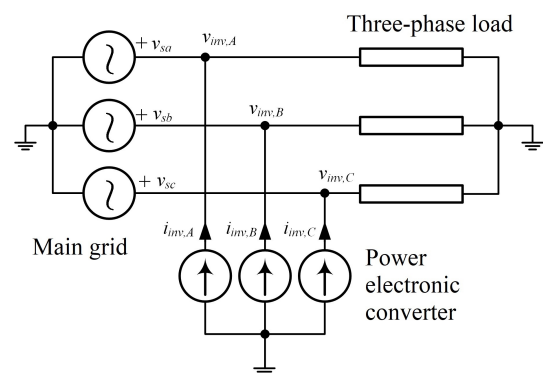 Three-phase load
+ v_sa
v_inv,A
+ v_sb
v_inv,B
+ v_sc
v_inv,C
Main grid
i_inv,A
i_inv,B
i_inv,C
Power
electronic
converter